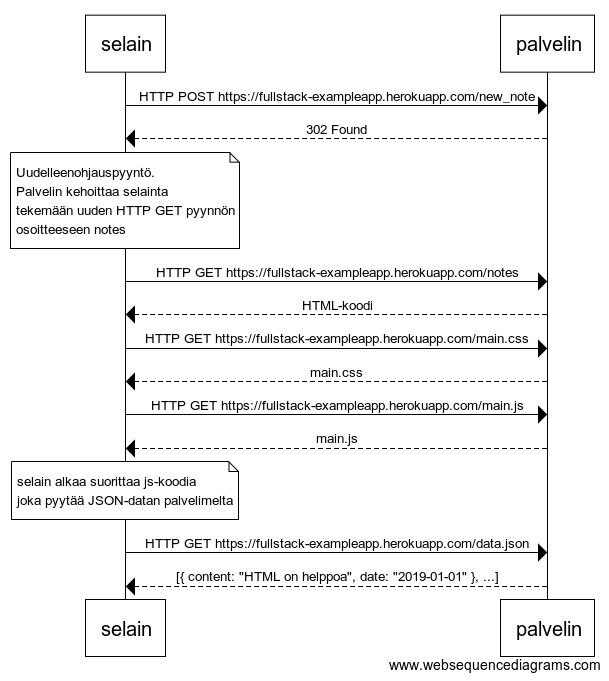 selain palvelin
HTTP POST https://fullstack-exampleapp.herokuapp.com/new_note
302 Found
Uudelleenohjauspyyntö.
Palvelin kehoittaa selainta
tekemään uuden HTTP GET pyynnön
osoitteeseen notes
HTTP GET https://fullstack-exampleapp.herokuapp.com/notes
HTML-koodi
HTTP GET https://fullstack-exampleapp.herokuapp.com/main.css
main.css
HTTP GET https://fullstack-exampleapp.herokuapp.com/main.js
main.js
selain alkaa suorittaa js-koodia
joka pyytää JSON-datan palvelimelta
HTTP GET https://fullstack-exampleapp.herokuapp.com/data.json
[{ content: "HTML on helppoa", date: "2019-01-01" }, ...]
selain palvelin
www.websequencediagrams.com